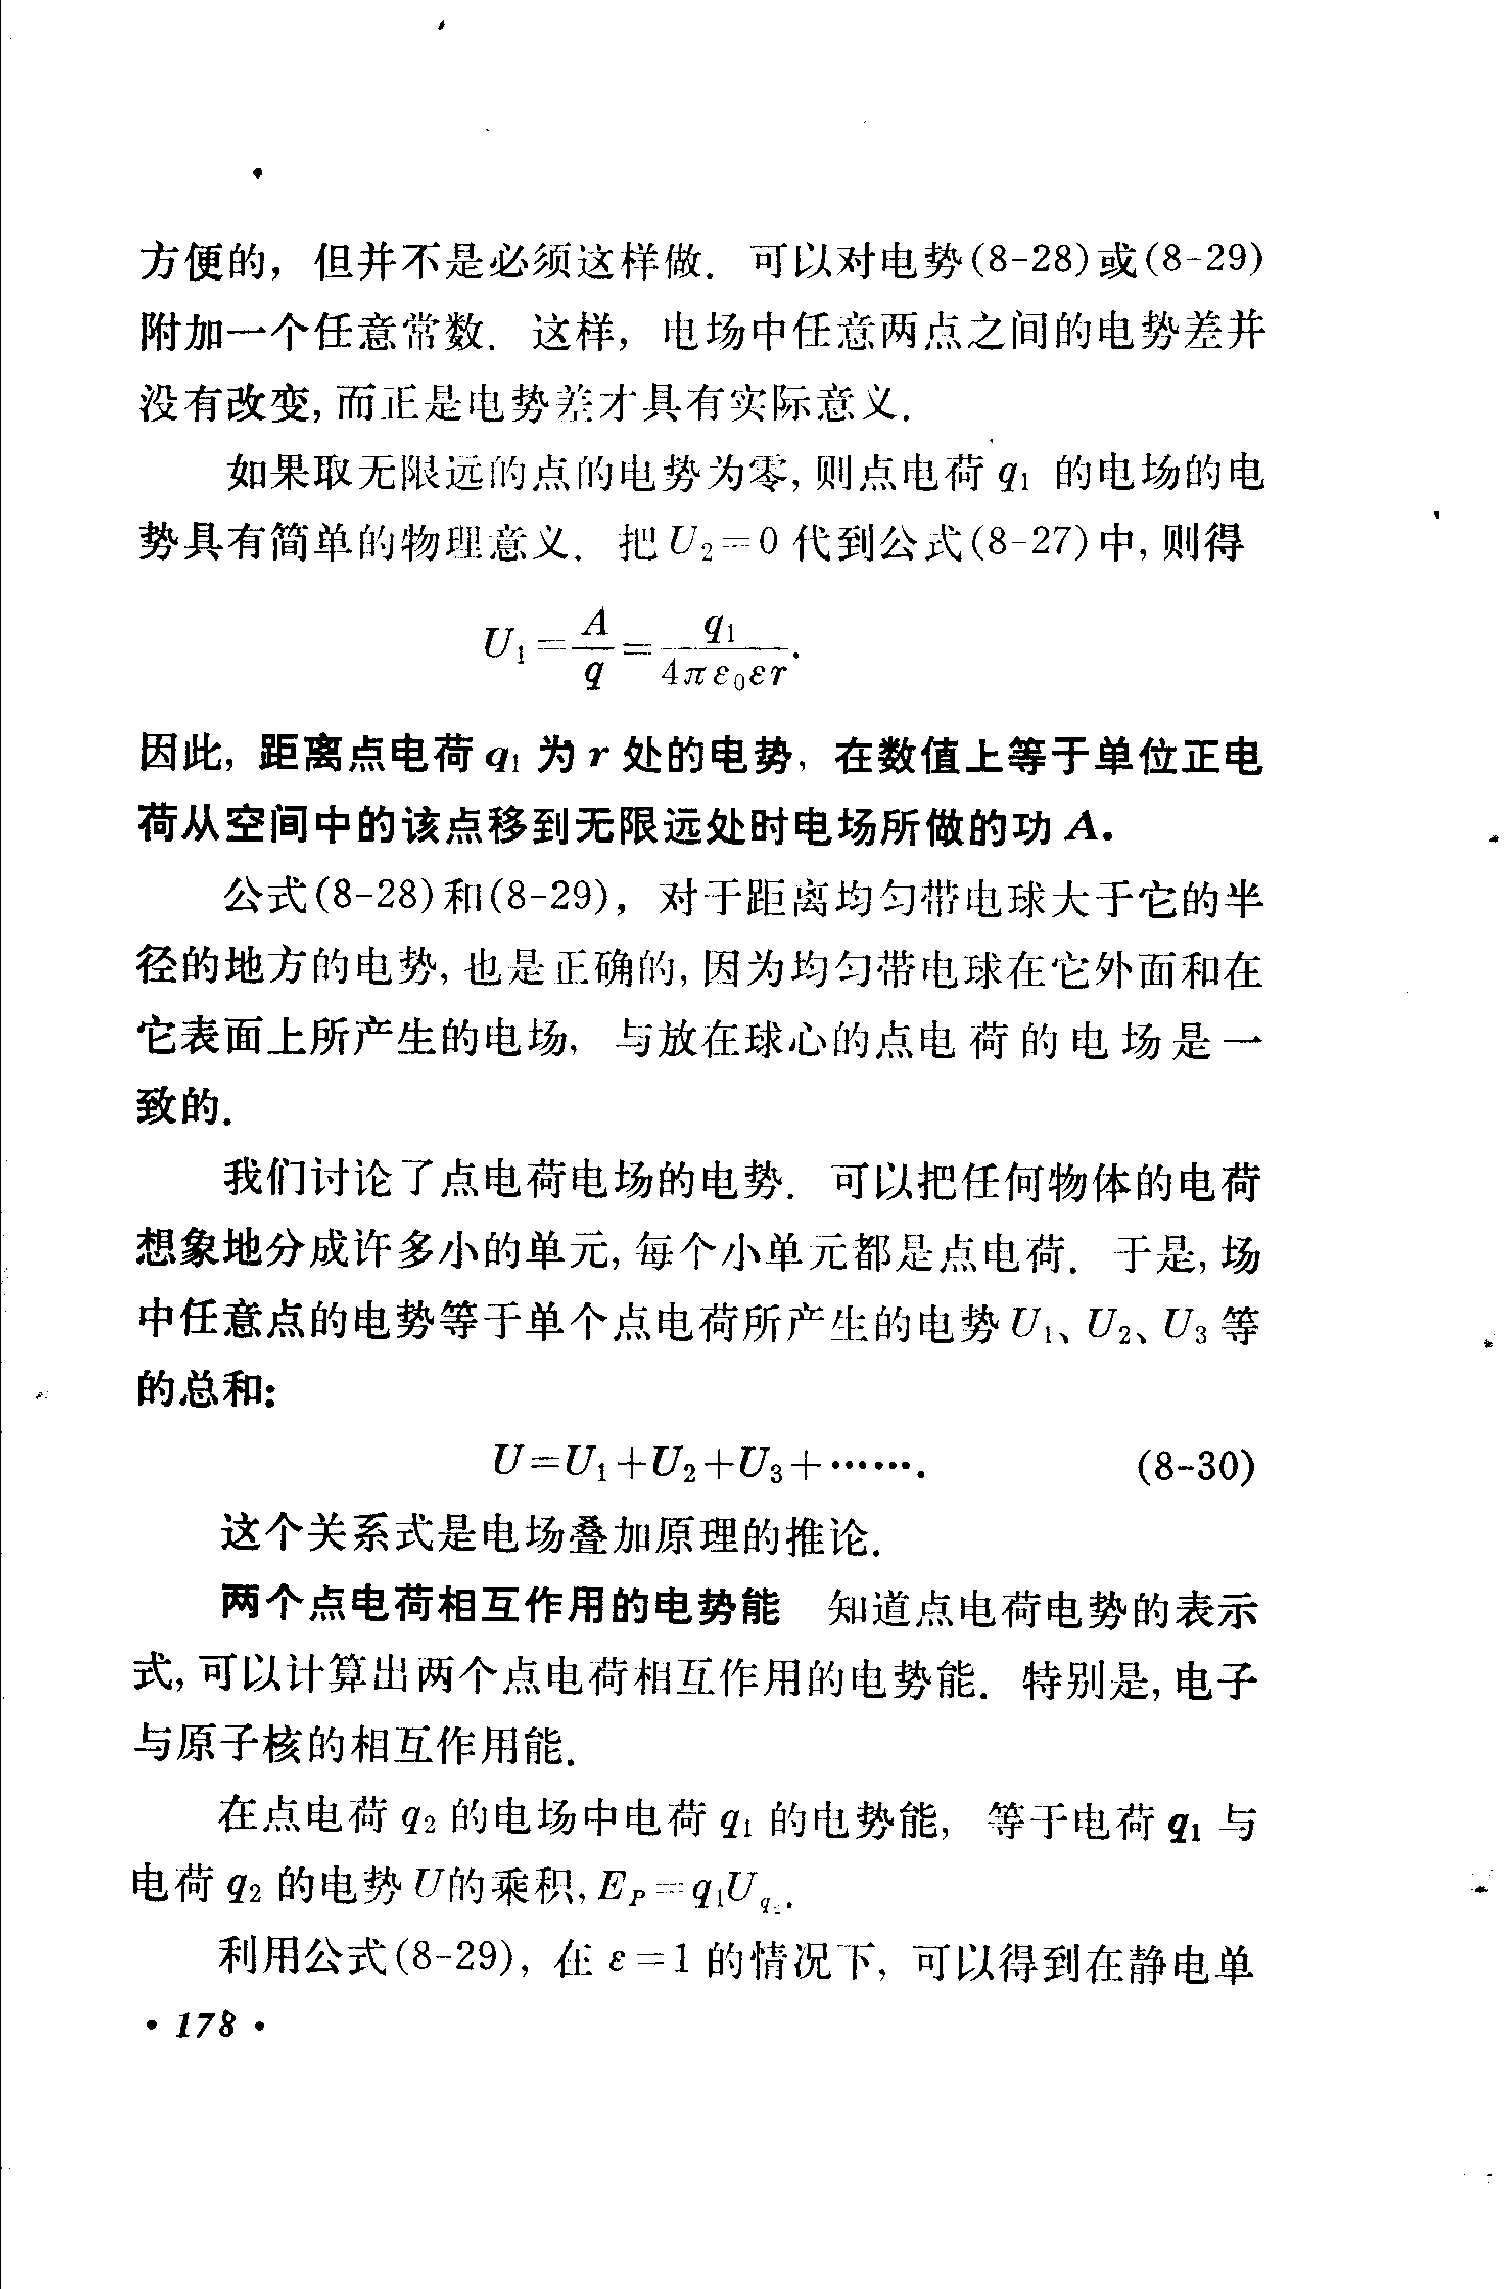 方便的，但并不是必须这样做．可以对电势(8-28)或(8-29)
附加一个任意常数．这样，电场中任意两点之间的电势差并
没有改变，而正是电势差才具有实际意义．
如果取无限远的点的电势为零，则点电荷 q₁ 的电场的电
势具有简单的物理意义．把 U₂=0 代到公式(8-27)中，则得
U₁ = A/q = q₁/4πε₀εr．
因此，距离点电荷 q₁ 为 r 处的电势，在数值上等于单位正电
荷从空间中的该点移到无限远处时电场所做的功 A．
公式(8-28)和(8-29)，对于距离均匀带电球大于它的半
径的地方的电势，也是正确的，因为均匀带电球在它外面和在
它表面上所产生的电场，与放在球心的点电荷的电场是一
致的．
我们讨论了点电荷电场的电势．可以把任何物体的电荷
想象地分成许多小的单元，每个小单元都是点电荷．于是，场
中任意点的电势等于单个点电荷所产生的电势 U₁、U₂、U₃ 等
的总和：
U=U₁+U₂+U₃+……． (8-30)
这个关系式是电场叠加原理的推论．
两个点电荷相互作用的电势能 知道点电荷电势的表示
式，可以计算出两个点电荷相互作用的电势能．特别是，电子
与原子核的相互作用能．
在点电荷 q₂ 的电场中电荷 q₁ 的电势能，等于电荷 q₁ 与
电荷 q₂ 的电势 U的乘积，E_P=q₁U_q₂．
利用公式(8-29)，在 ε=1 的情况下，可以得到在静电单
·178·